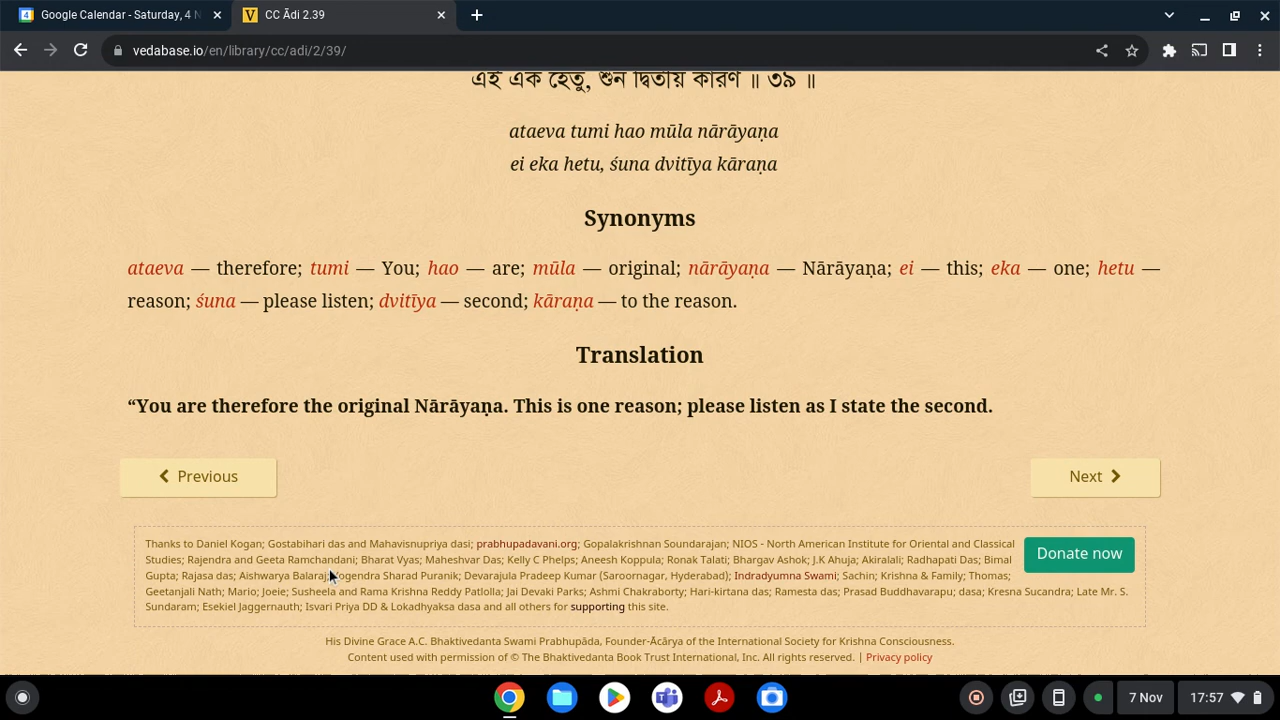 Google Calendar - Saturday, 4 N
CC Ādi 2.39
vedabase.io/en/library/cc/adi/2/39/
এই এক হেতু, শুন দ্বিতীয় কারণ ॥ ৩৯ ॥
ataeva tumi hao mūla nārāyaṇa
ei eka hetu, śuna dvitīya kāraṇa
Synonyms
ataeva — therefore; tumi — You; hao — are; mūla — original; nārāyaṇa — Nārāyaṇa; ei — this; eka — one; hetu —
reason; śuna — please listen; dvitīya — second; kāraṇa — to the reason.
Translation
“You are therefore the original Nārāyaṇa. This is one reason; please listen as I state the second.
Previous
Next
Thanks to Daniel Kogan; Gostabihari das and Mahavisnupriya dasi; prabhupadavani.org; Gopalakrishnan Soundarajan; NIOS - North American Institute for Oriental and Classical
Studies; Rajendra and Geeta Ramchandani; Bharat Vyas; Maheshvar Das; Kelly C Phelps; Aneesh Koppula; Ronak Talati; Bhargav Ashok; J.K Ahuja; Akiralali; Radhapati Das; Bimal
Gupta; Rajasa das; Aishwarya Balaraj; Yogendra Sharad Puranik; Devarajula Pradeep Kumar (Saroornagar, Hyderabad); Indradyumna Swami; Sachin; Krishna & Family; Thomas;
Geetanjali Nath; Mario; Joeie; Susheela and Rama Krishna Reddy Patlolla; Jai Devaki Parks; Ashmi Chakraborty; Hari-kirtana das; Ramesta das; Prasad Buddhavarapu; dasa; Kresna Sucandra; Late Mr. S.
Sundaram; Esekiel Jaggernauth; Isvari Priya DD & Lokadhyaksa dasa and all others for supporting this site.
Donate now
His Divine Grace A.C. Bhaktivedanta Swami Prabhupāda, Founder-Ācārya of the International Society for Krishna Consciousness.
Content used with permission of © The Bhaktivedanta Book Trust International, Inc. All rights reserved. | Privacy policy
7 Nov
17:57